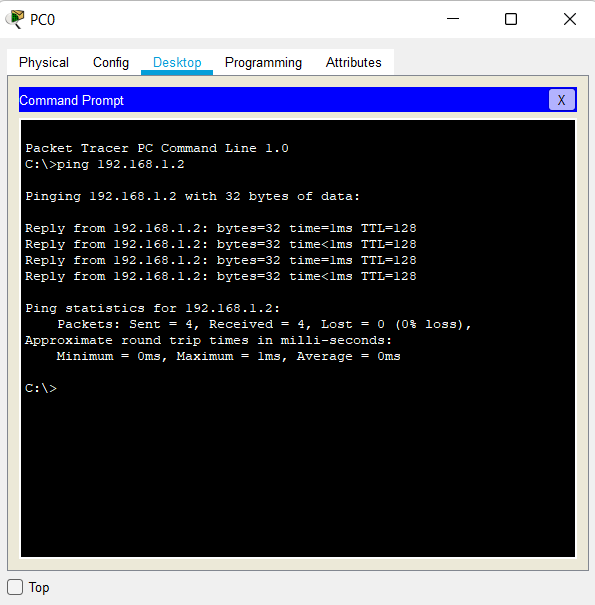 PC0
Physical Config Desktop Programming Attributes
Command Prompt X
Packet Tracer PC Command Line 1.0
C:\>ping 192.168.1.2
Pinging 192.168.1.2 with 32 bytes of data:
Reply from 192.168.1.2: bytes=32 time=1ms TTL=128
Reply from 192.168.1.2: bytes=32 time<1ms TTL=128
Reply from 192.168.1.2: bytes=32 time=1ms TTL=128
Reply from 192.168.1.2: bytes=32 time<1ms TTL=128
Ping statistics for 192.168.1.2:
Packets: Sent = 4, Received = 4, Lost = 0 (0% loss),
Approximate round trip times in milli-seconds:
Minimum = 0ms, Maximum = 1ms, Average = 0ms
C:\>
Top